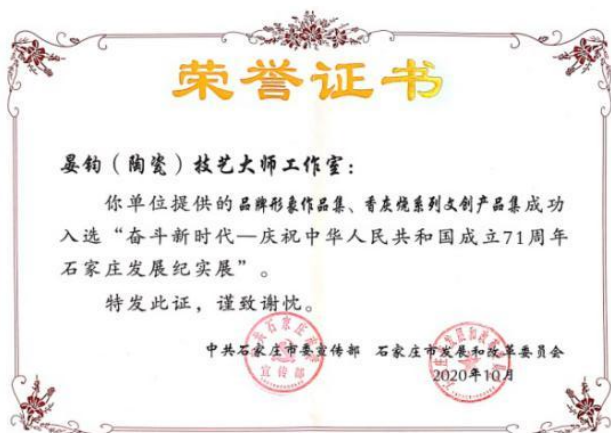 荣誉证书
晏钧（陶瓷）技艺大师工作室：
你单位提供的品牌形象作品集、香灰烧系列文创产品集成功
入选“奋斗新时代—庆祝中华人民共和国成立71周年
石家庄发展纪实展”。
特发此证，谨致谢忱。
中共石家庄市委宣传部 石家庄市发展和改革委员会
2020年10月
宣传部